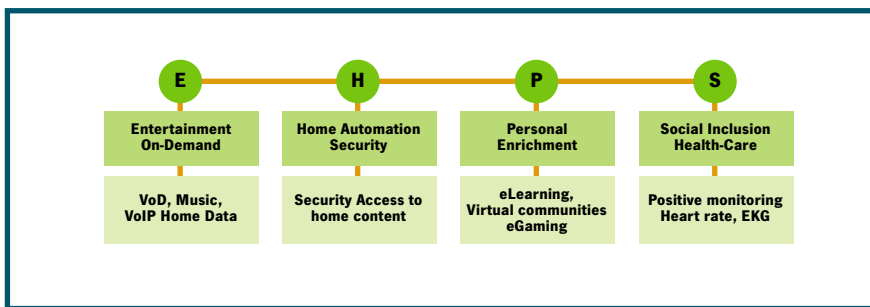 E
H
P
S
Entertainment
On-Demand
Home Automation
Security
Personal
Enrichment
Social Inclusion
Health-Care
VoD, Music,
VoIP Home Data
Security Access to
home content
eLearning,
Virtual communities
eGaming
Positive monitoring
Heart rate, EKG